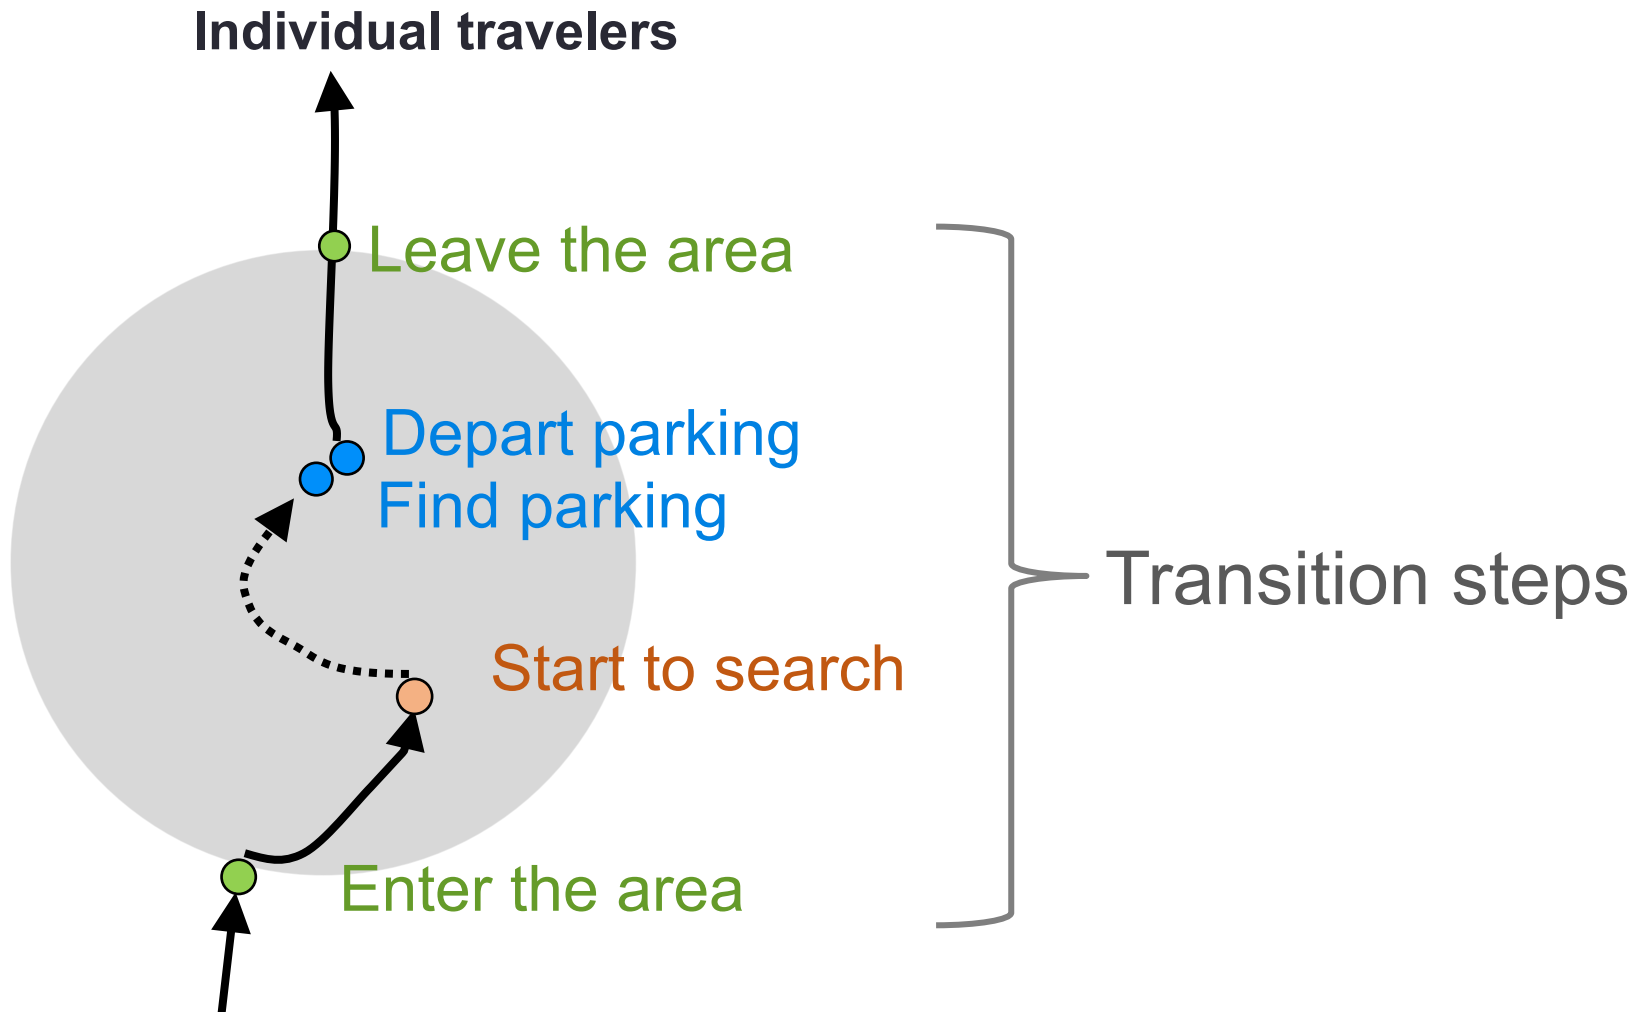 Individual travelers
Leave the area
Depart parking
Find parking
Transition steps
Start to search
Enter the area